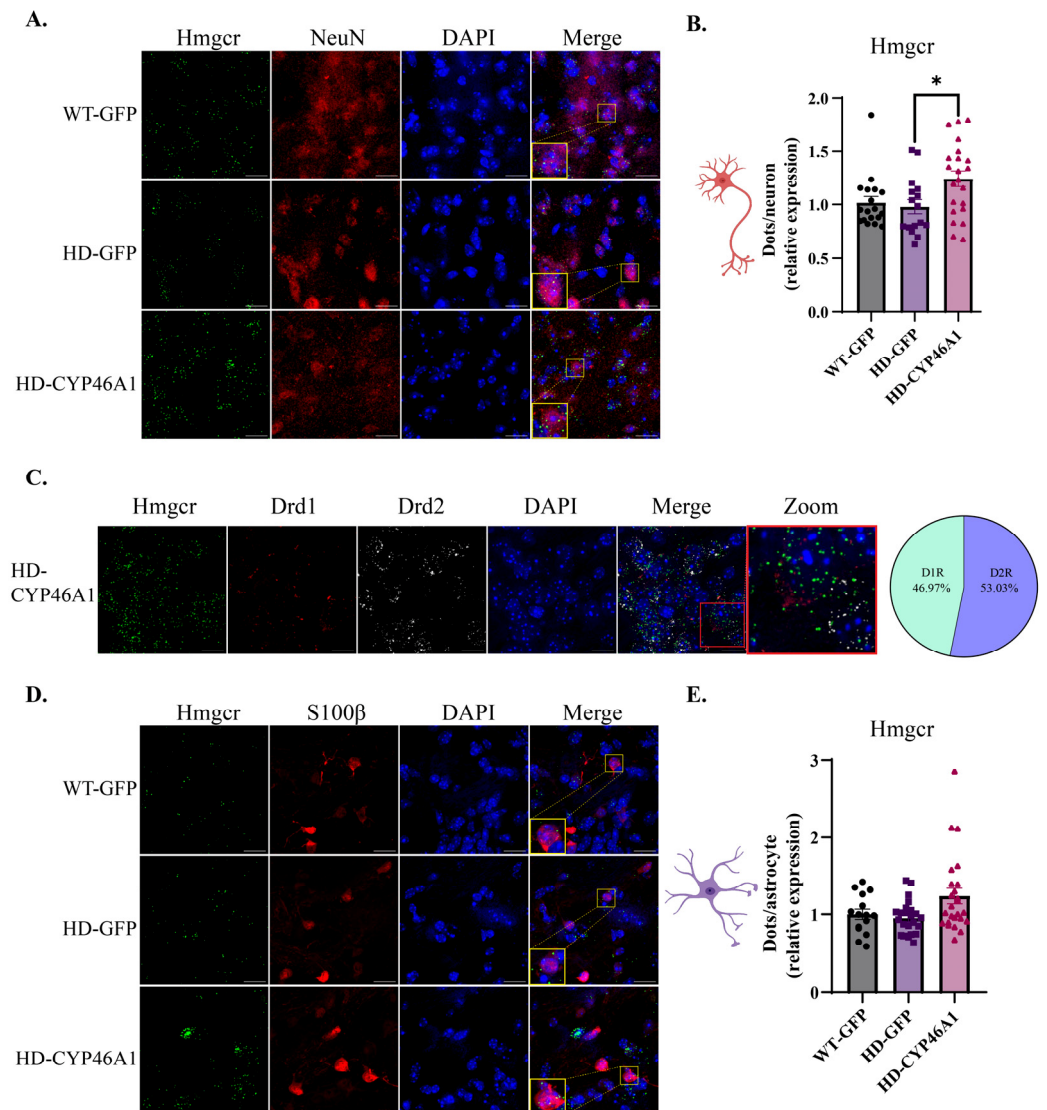 A.
Hmgcr NeuN DAPI Merge
WT-GFP
HD-GFP
HD-CYP46A1
B.
Hmgcr
*
2.0
1.5
1.0
0.5
0.0
Dots/neuron
(relative expression)
WT-GFP
HD-GFP
HD-CYP46A1
C.
Hmgcr Drd1 Drd2 DAPI Merge Zoom
HD-
CYP46A1
D1R
46.97%
D2R
53.03%
D.
Hmgcr S100β DAPI Merge
WT-GFP
HD-GFP
HD-CYP46A1
E.
Hmgcr
3
2
1
0
Dots/astrocyte
(relative expression)
WT-GFP
HD-GFP
HD-CYP46A1